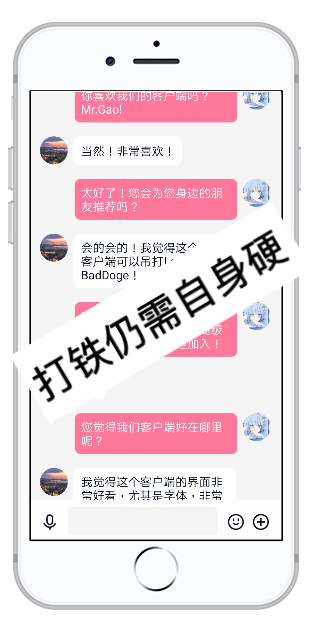 你喜欢我们的客户端吗？
Mr.Gao!
当然！非常喜欢！
太好了！您会为您身边的朋
友推荐吗？
会的会的！我觉得这个
客户端可以吊打
BadDoge！
打铁仍需自身硬
级
加入！
您觉得我们客户端好在哪里
呢？
我觉得这个客户端的界面非
常好看，尤其是字体，非常